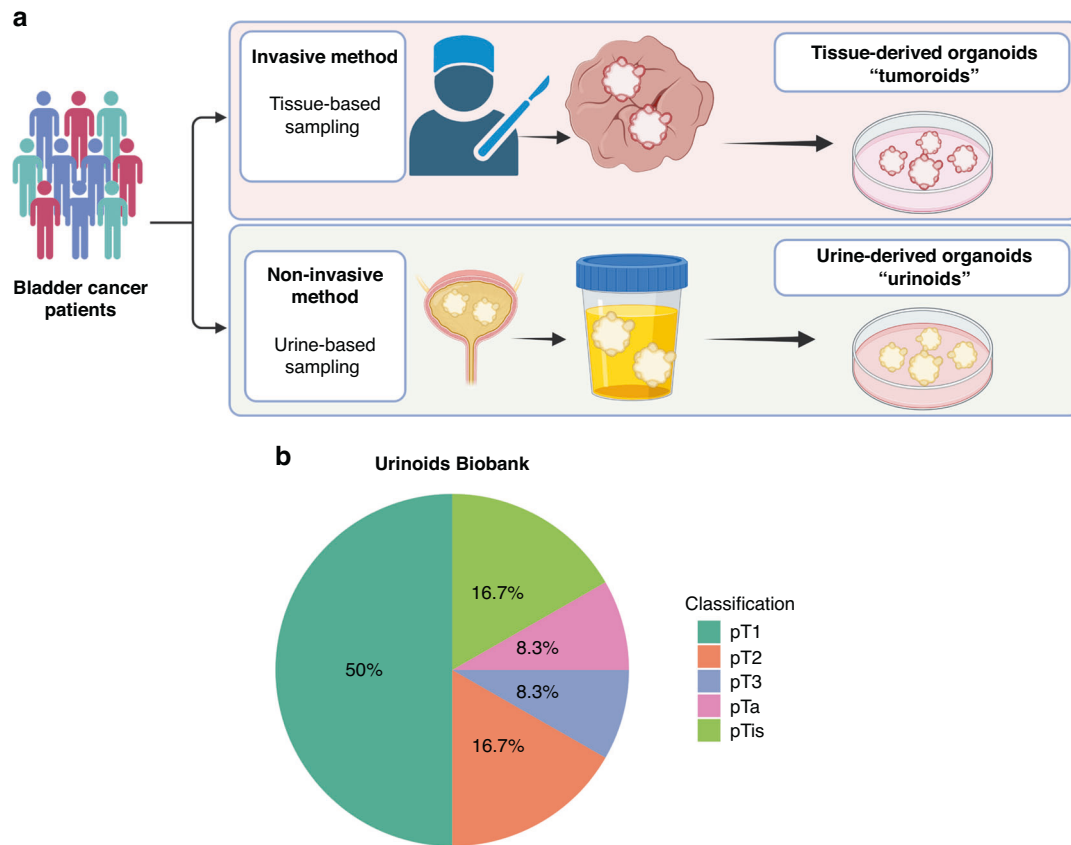 a
Invasive method
Tissue-based
sampling
Tissue-derived organoids
“tumoroids”
Bladder cancer
patients
Non-invasive
method
Urine-based
sampling
Urine-derived organoids
“urinoids”
b
Urinoids Biobank
16.7%
8.3%
50%
8.3%
16.7%
Classification
pT1
pT2
pT3
pTa
pTis